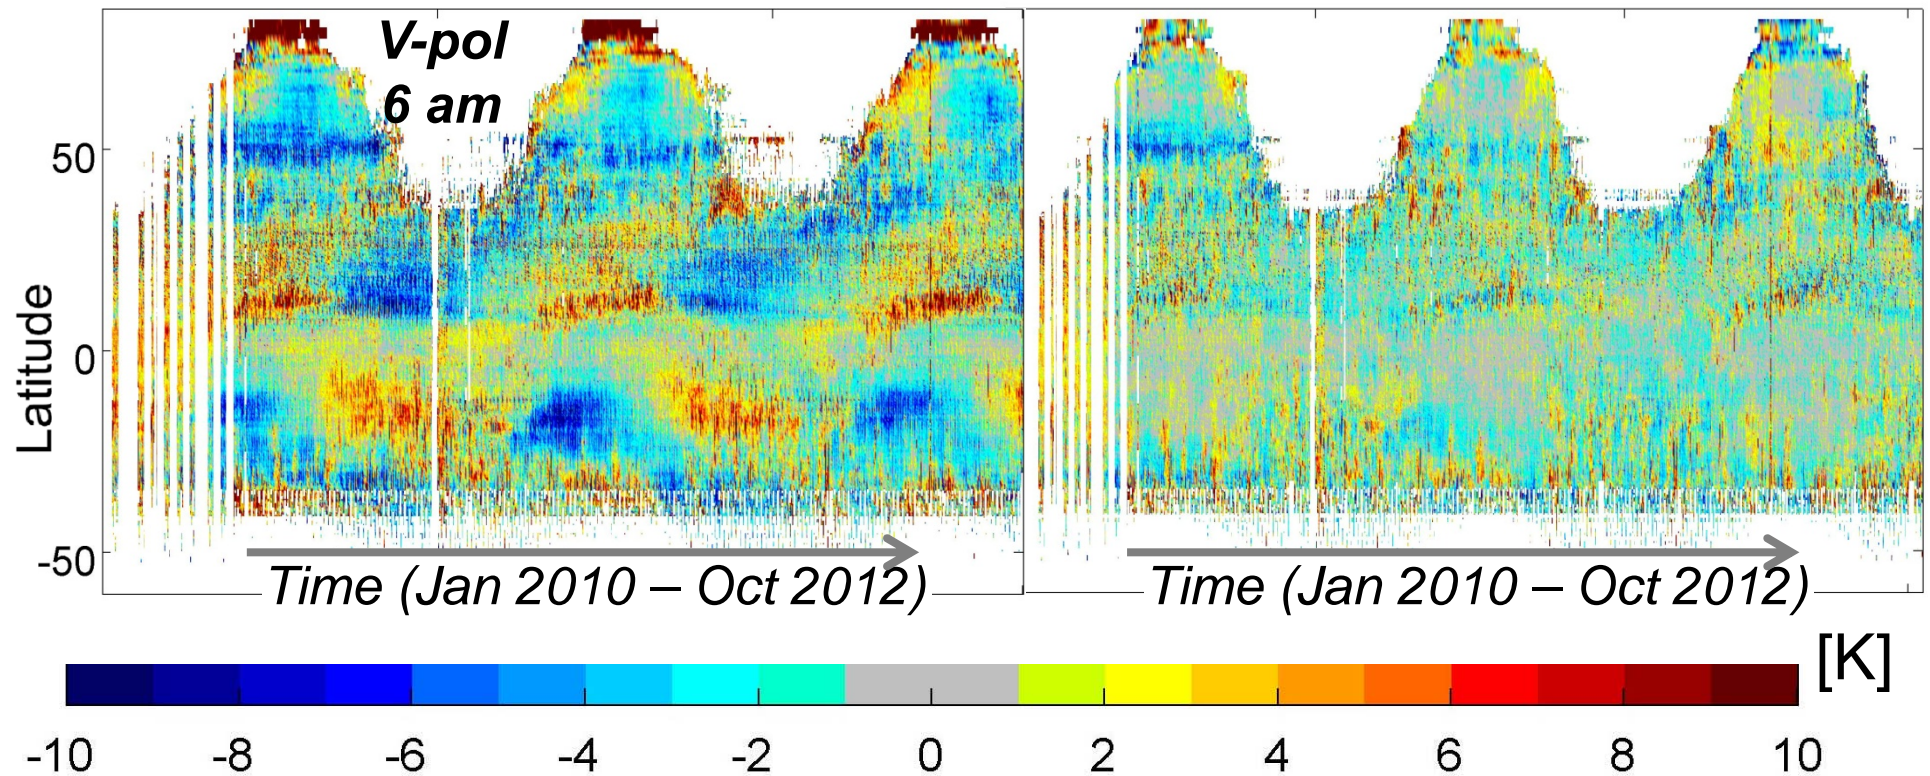 V-pol
6 am
50
0
-50
Latitude
Time (Jan 2010 – Oct 2012)
Time (Jan 2010 – Oct 2012)
[K]
-10 -8 -6 -4 -2 0 2 4 6 8 10